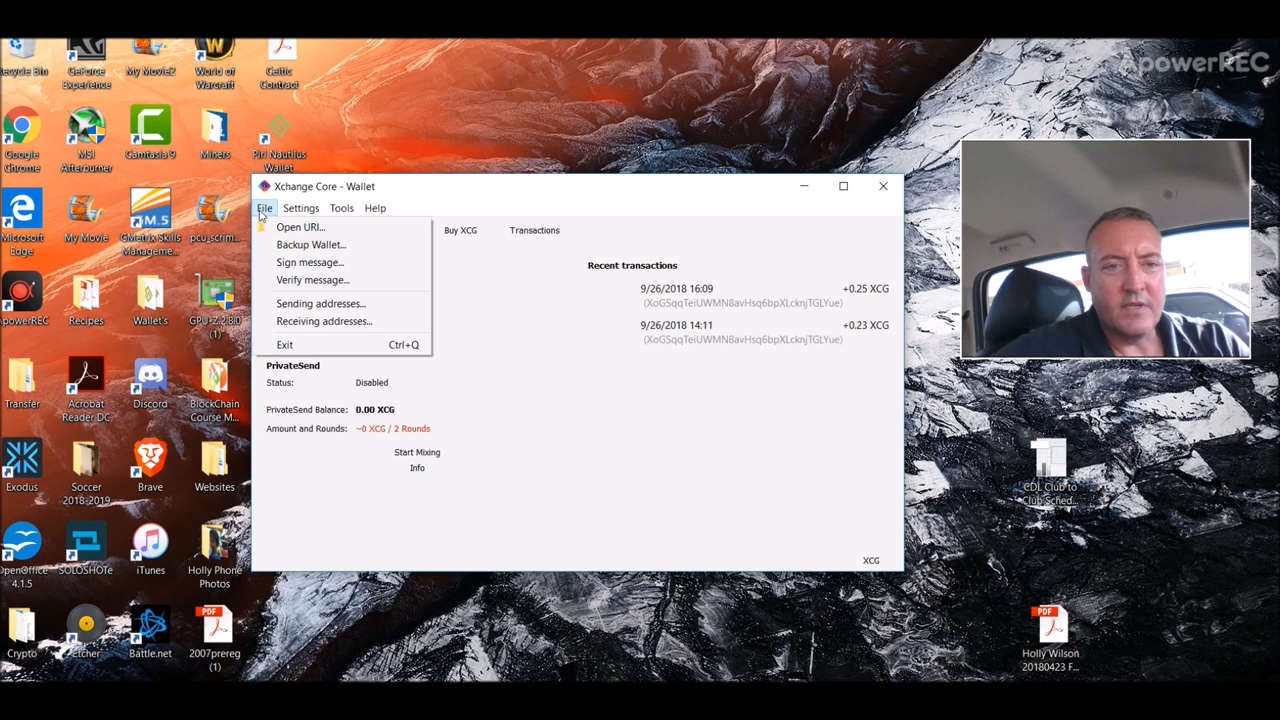 ApowerREC
Recycle Bin
GeForce
Experience
My Movie2
World of
Warcraft
Celtic
Contract
Google
Chrome
MSI
Afterburner
Camtasia 9
Miners
Pirl Nautilus
Wallet
Xchange Core - Wallet
File Settings Tools Help
Open URI...
Backup Wallet...
Sign message...
Verify message...
Sending addresses...
Receiving addresses...
Exit Ctrl+Q
Buy XCG Transactions
Recent transactions
9/26/2018 16:09 +0.25 XCG
(XoGSqqTeiUWMN8avHsq6bpXLcknjTGLYue)
9/26/2018 14:11 +0.23 XCG
(XoGSqqTeiUWMN8avHsq6bpXLcknjTGLYue)
PrivateSend
Status: Disabled
PrivateSend Balance: 0.00 XCG
Amount and Rounds: ~0 XCG / 2 Rounds
Start Mixing
Info
XCG
Microsoft
Edge
My Movie
GMetrix Skills
Manageme...
pcu_scrim...
ApowerREC
Recipes
Wallet's
GPU-Z.2.8.0
(1)
Transfer
Acrobat
Reader DC
Discord
BlockChain
Course M...
Exodus
Soccer
2018-2019
Brave
Websites
OpenOffice
4.1.5
SOLOSHOTe
iTunes
Holly Phone
Photos
Crypto
Etcher
Battle.net
PDF
2007prereg
(1)
CDL Club to
Club Sched...
PDF
Holly Wilson
20180423 F...